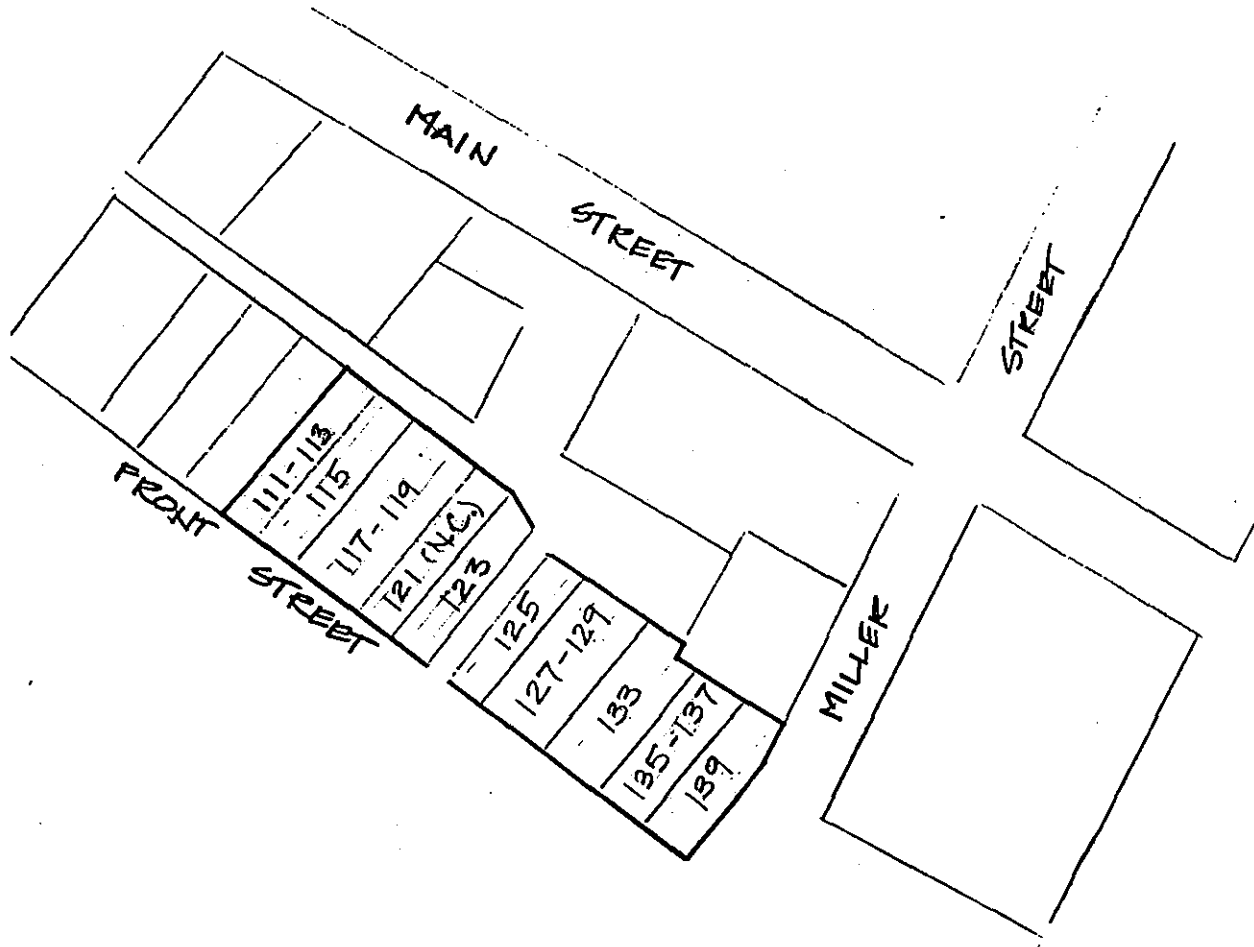 MAIN
STREET
STREET
FRONT
STREET
111-113
115
117-119
121 (N.C.)
123
125
127-129
133
135-137
139
MILLER